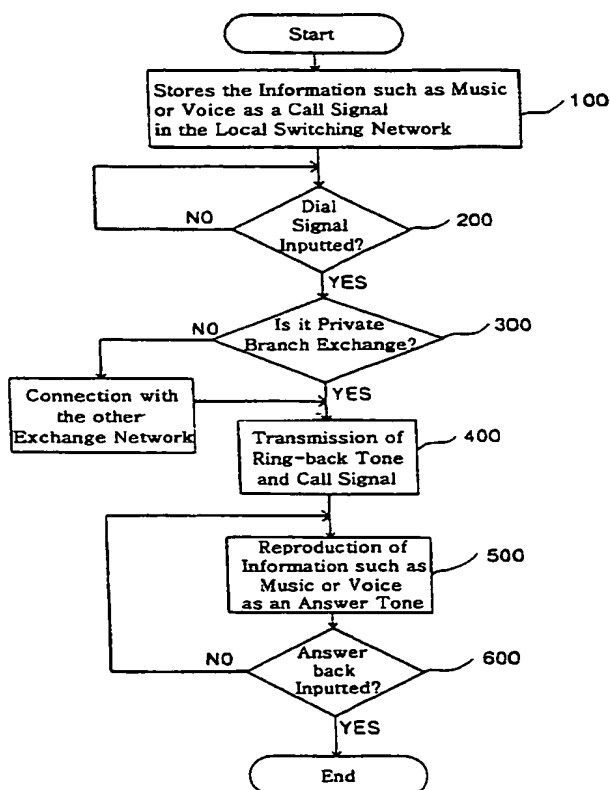 Start
Stores the Information such as Music
or Voice as a Call Signal
in the Local Switching Network
100
Dial
Signal
Inputted?
200
NO
YES
Is it Private
Branch Exchange?
300
NO
YES
Connection with
the other
Exchange Network
Transmission of
Ring-back Tone
and Call Signal
400
Reproduction of
Information such as
Music or Voice
as an Answer Tone
500
Answer
back
Inputted?
600
NO
YES
End